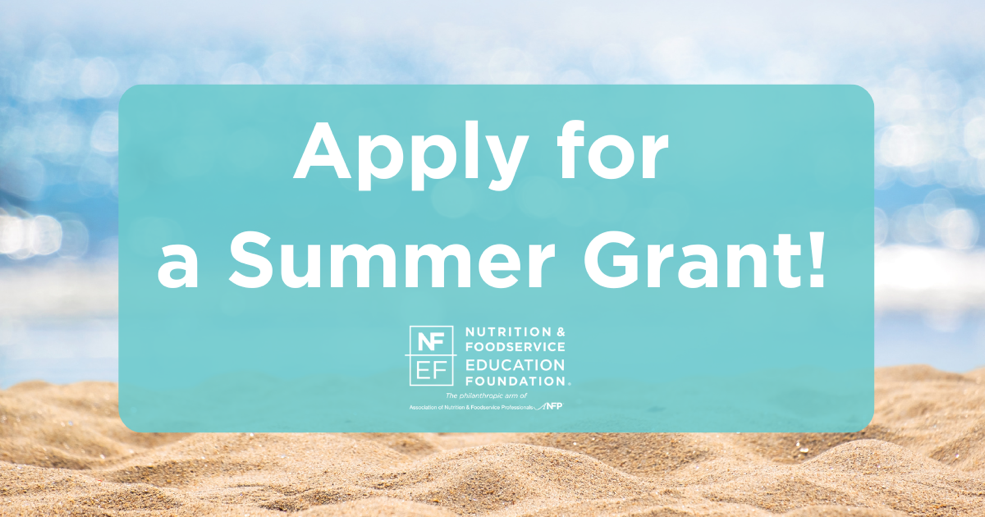 Apply for
a Summer Grant!
NF
EF
NUTRITION &
FOODSERVICE
EDUCATION
FOUNDATION®
The philanthropic arm of
Association of Nutrition & Foodservice Professionals ANFP